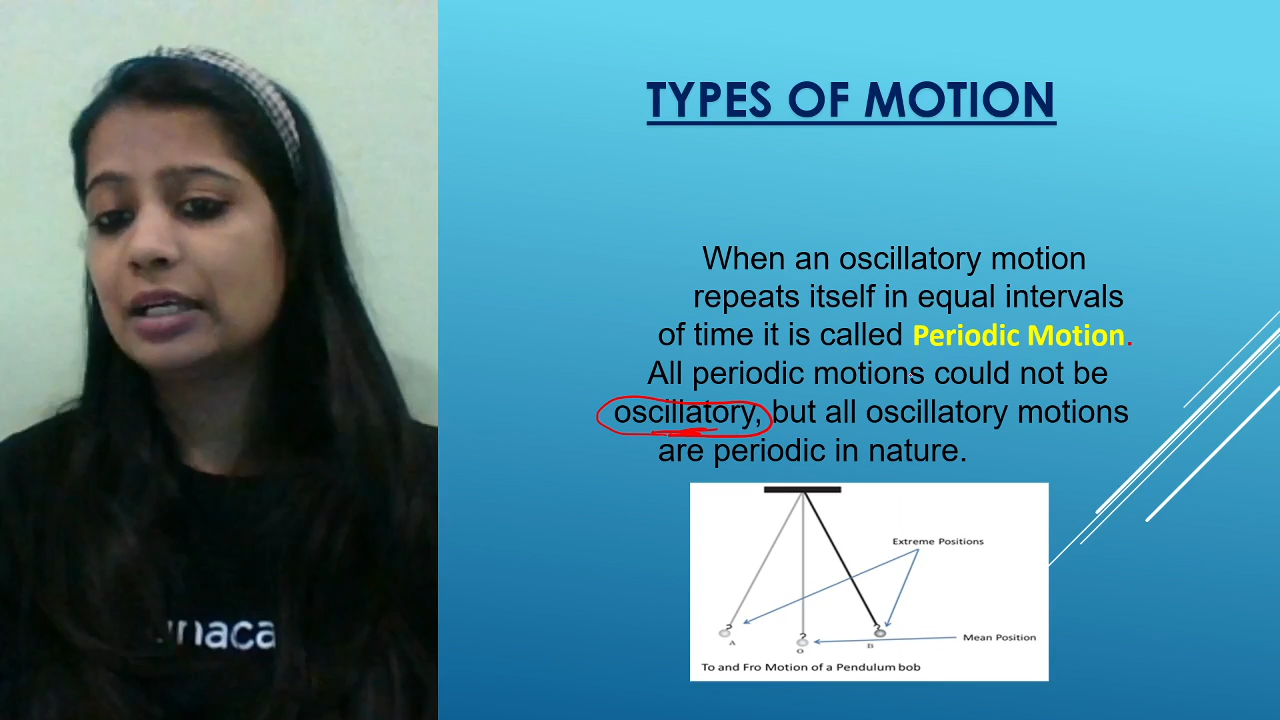 TYPES OF MOTION
When an oscillatory motion
repeats itself in equal intervals
of time it is called Periodic Motion.
All periodic motions could not be
oscillatory, but all oscillatory motions
are periodic in nature.
Extreme Positions
? ? ?
A O B
Mean Position
To and Fro Motion of a Pendulum bob